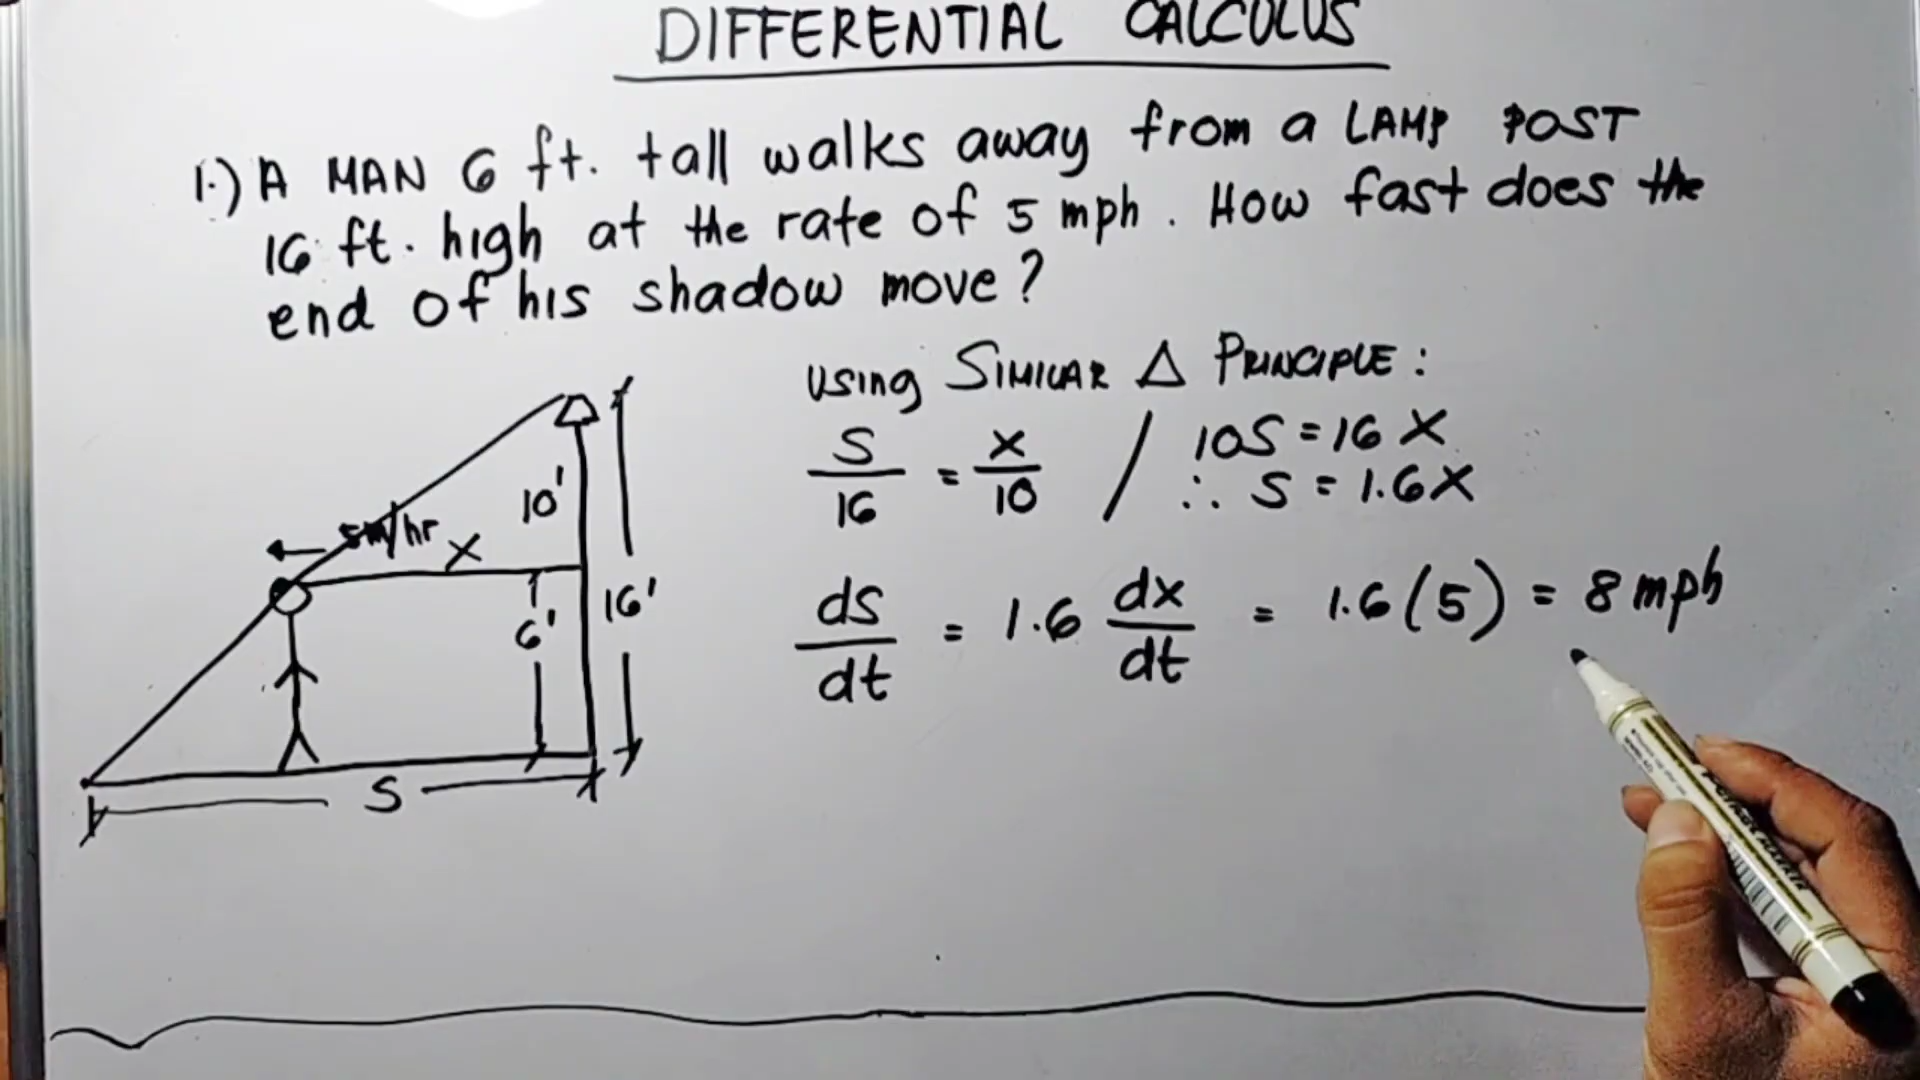 DIFFERENTIAL CALCULUS
1.) A MAN 6 ft. tall walks away from a LAMP POST
16 ft. high at the rate of 5 mph. How fast does the
end of his shadow move?
using SIMILAR Δ PRINCIPLE:
S/16 = X/10 / 10S = 16X
∴ S = 1.6X
ds/dt = 1.6 dx/dt = 1.6(5) = 8 mph
10'
5m/hr
X
6'
16'
S